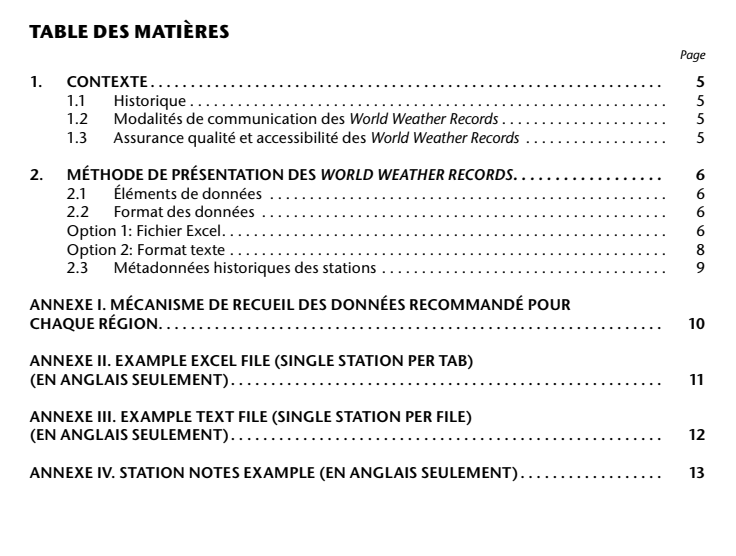 TABLE DES MATIÈRES
Page
1. CONTEXTE . . . . . . . . . . . . . . . . . . . . . . . . . . . . . . . . . . . . . . . . . . . . . . . . . . . . . . . . . . . . . . . . 5
1.1 Historique . . . . . . . . . . . . . . . . . . . . . . . . . . . . . . . . . . . . . . . . . . . . . . . . . . . . . . . . . . . . 5
1.2 Modalités de communication des World Weather Records . . . . . . . . . . . . . . . . . . . . . 5
1.3 Assurance qualité et accessibilité des World Weather Records . . . . . . . . . . . . . . . . . . 5
2. MÉTHODE DE PRÉSENTATION DES WORLD WEATHER RECORDS. . . . . . . . . . . . . . . . . . 6
2.1 Éléments de données . . . . . . . . . . . . . . . . . . . . . . . . . . . . . . . . . . . . . . . . . . . . . . . . . . 6
2.2 Format des données . . . . . . . . . . . . . . . . . . . . . . . . . . . . . . . . . . . . . . . . . . . . . . . . . . . 6
Option 1: Fichier Excel. . . . . . . . . . . . . . . . . . . . . . . . . . . . . . . . . . . . . . . . . . . . . . . . . . . . . . . . 6
Option 2: Format texte . . . . . . . . . . . . . . . . . . . . . . . . . . . . . . . . . . . . . . . . . . . . . . . . . . . . . . . 8
2.3 Métadonnées historiques des stations . . . . . . . . . . . . . . . . . . . . . . . . . . . . . . . . . . . . 9
ANNEXE I. MÉCANISME DE RECUEIL DES DONNÉES RECOMMANDÉ POUR
CHAQUE RÉGION. . . . . . . . . . . . . . . . . . . . . . . . . . . . . . . . . . . . . . . . . . . . . . . . . . . . . . . . . . . . . . . 10
ANNEXE II. EXAMPLE EXCEL FILE (SINGLE STATION PER TAB)
(EN ANGLAIS SEULEMENT) . . . . . . . . . . . . . . . . . . . . . . . . . . . . . . . . . . . . . . . . . . . . . . . . . . . . . . 11
ANNEXE III. EXAMPLE TEXT FILE (SINGLE STATION PER FILE)
(EN ANGLAIS SEULEMENT) . . . . . . . . . . . . . . . . . . . . . . . . . . . . . . . . . . . . . . . . . . . . . . . . . . . . . . 12
ANNEXE IV. STATION NOTES EXAMPLE (EN ANGLAIS SEULEMENT) . . . . . . . . . . . . . . . . . . 13